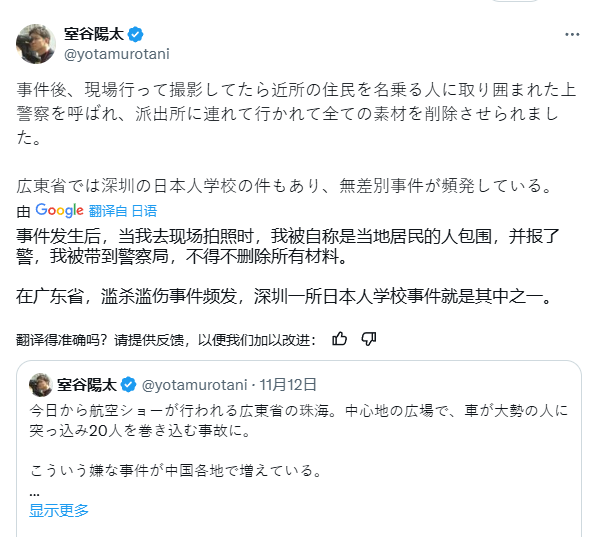 室谷陽太
@yotamurotani
事件後、現場行って撮影してたら近所の住民を名乗る人に取り囲まれた上
警察を呼ばれ、派出所に連れて行かれて全ての素材を削除させられまし
た。
広東省では深圳の日本人学校の件もあり、無差別事件が頻発している。
由 Google 翻译自 日语
事件发生后，当我去现场拍照时，我被自称是当地居民的人包围，并报了
警，我被带到警察局，不得不删除所有材料。
在广东省，滥杀滥伤事件频发，深圳一所日本人学校事件就是其中之一。
翻译得准确吗？请提供反馈，以便我们加以改进：
室谷陽太 @yotamurotani · 11月12日
今日から航空ショーが行われる広東省の珠海。中心地の広場で、車が大勢の人に
突っ込み20人を巻き込む事故に。
こういう嫌な事件が中国各地で増えている。
...
显示更多